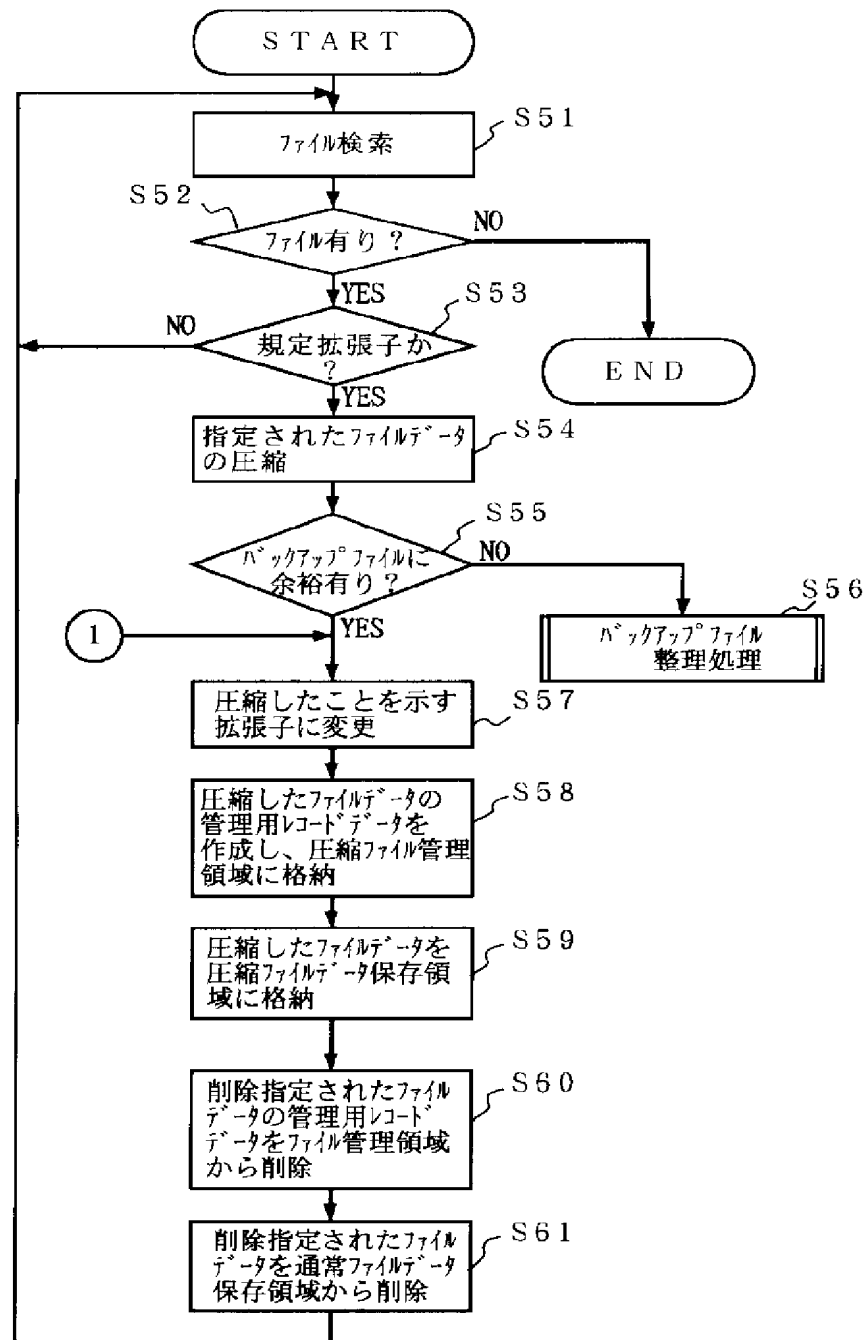 ＳＴＡＲＴ
Ｓ５１
ﾌｧｲﾙ検索
Ｓ５２
ﾌｧｲﾙ有り？
NO
YES
Ｓ５３
NO
規定拡張子か
？
ＥＮＤ
YES
Ｓ５４
指定されたﾌｧｲﾙﾃﾞｰﾀ
の圧縮
Ｓ５５
ﾊﾞｯｸｱｯﾌﾟﾌｧｲﾙに
余裕有り？
NO
Ｓ５６
ﾊﾞｯｸｱｯﾌﾟﾌｧｲﾙ
整理処理
1
YES
Ｓ５７
圧縮したことを示す
拡張子に変更
Ｓ５８
圧縮したﾌｧｲﾙﾃﾞｰﾀの
管理用ﾚｺｰﾄﾞﾃﾞｰﾀを
作成し、圧縮ﾌｧｲﾙ管理
領域に格納
Ｓ５９
圧縮したﾌｧｲﾙﾃﾞｰﾀを
圧縮ﾌｧｲﾙﾃﾞｰﾀ保存領
域に格納
Ｓ６０
削除指定されたﾌｧｲﾙ
ﾃﾞｰﾀの管理用ﾚｺｰﾄﾞ
ﾃﾞｰﾀをﾌｧｲﾙ管理領域
から削除
Ｓ６１
削除指定されたﾌｧｲﾙ
ﾃﾞｰﾀを通常ﾌｧｲﾙﾃﾞｰﾀ
保存領域から削除